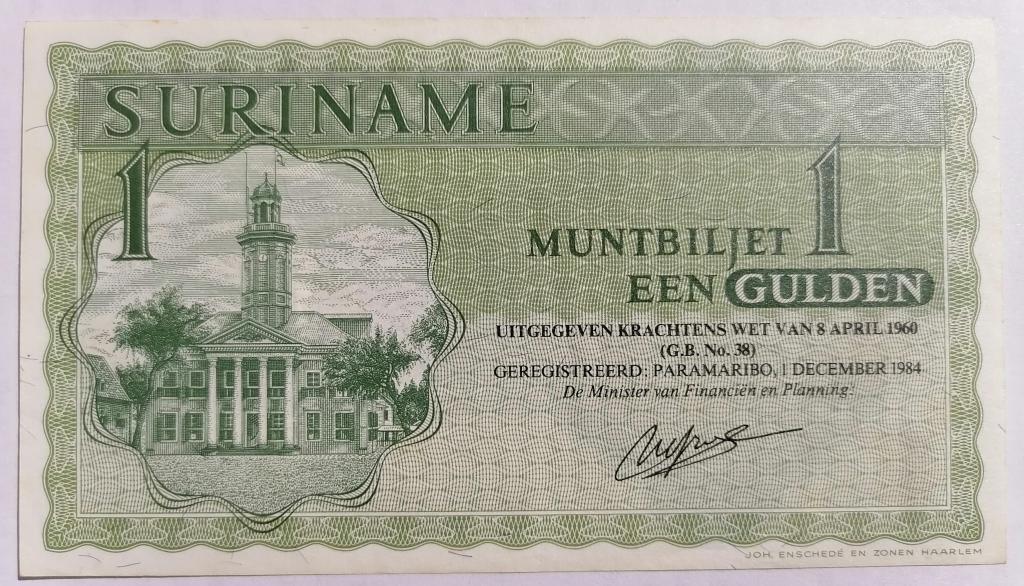 SURINAME
1
1
MUNTBILJET
EEN GULDEN
UITGEGEVEN KRACHTENS WET VAN 8 APRIL 1960
(G.B. No. 38)
GEREGISTREERD: PARAMARIBO, 1 DECEMBER 1984
De Minister van Financiën en Planning:
JOH. ENSCHEDÉ EN ZONEN HAARLEM